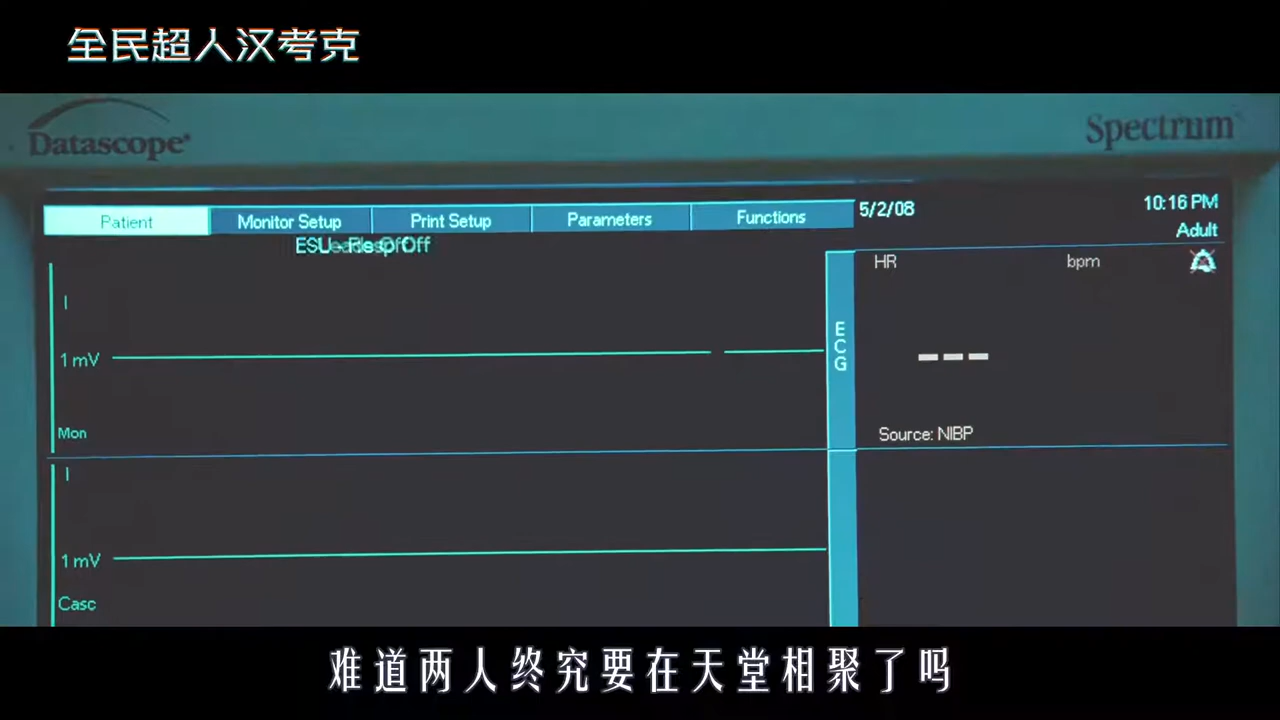 全民超人汉考克
Datascope
Spectrum
Patient Monitor Setup Print Setup Parameters Functions
5/2/08
10:16 PM
Adult
HR bpm
I
1 mV
Mon
ECG
Source: NIBP
I
1 mV
Casc
难道两人终究要在天堂相聚了吗